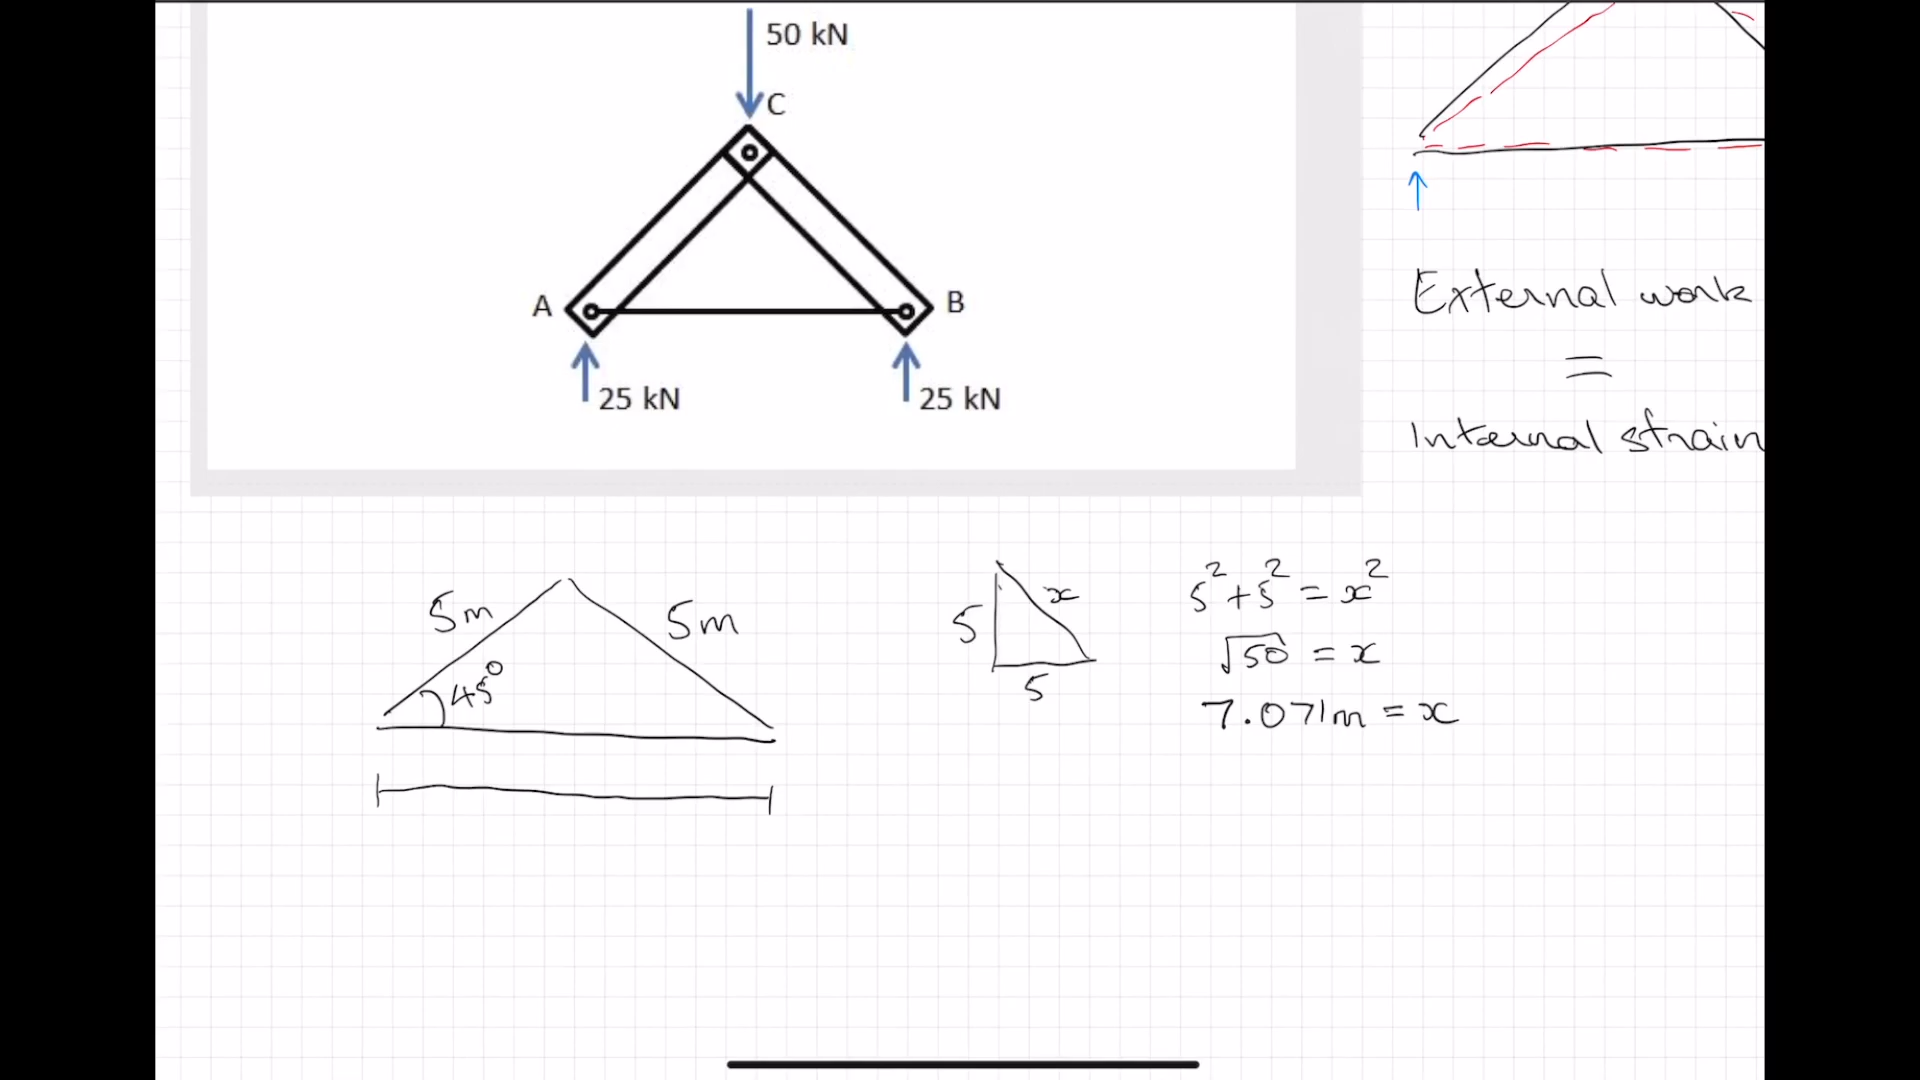 50 kN
C
A
B
25 kN
25 kN
External work
=
Internal strain
5m
5m
45°
5
x
5
5² + 5² = x²
√50 = x
7.071m = x